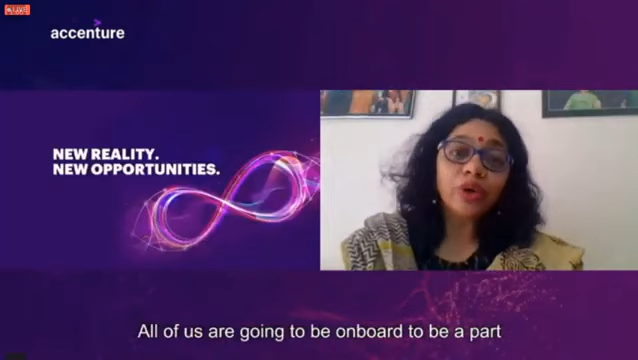 LIVE
accenture
NEW REALITY.
NEW OPPORTUNITIES.
All of us are going to be onboard to be a part